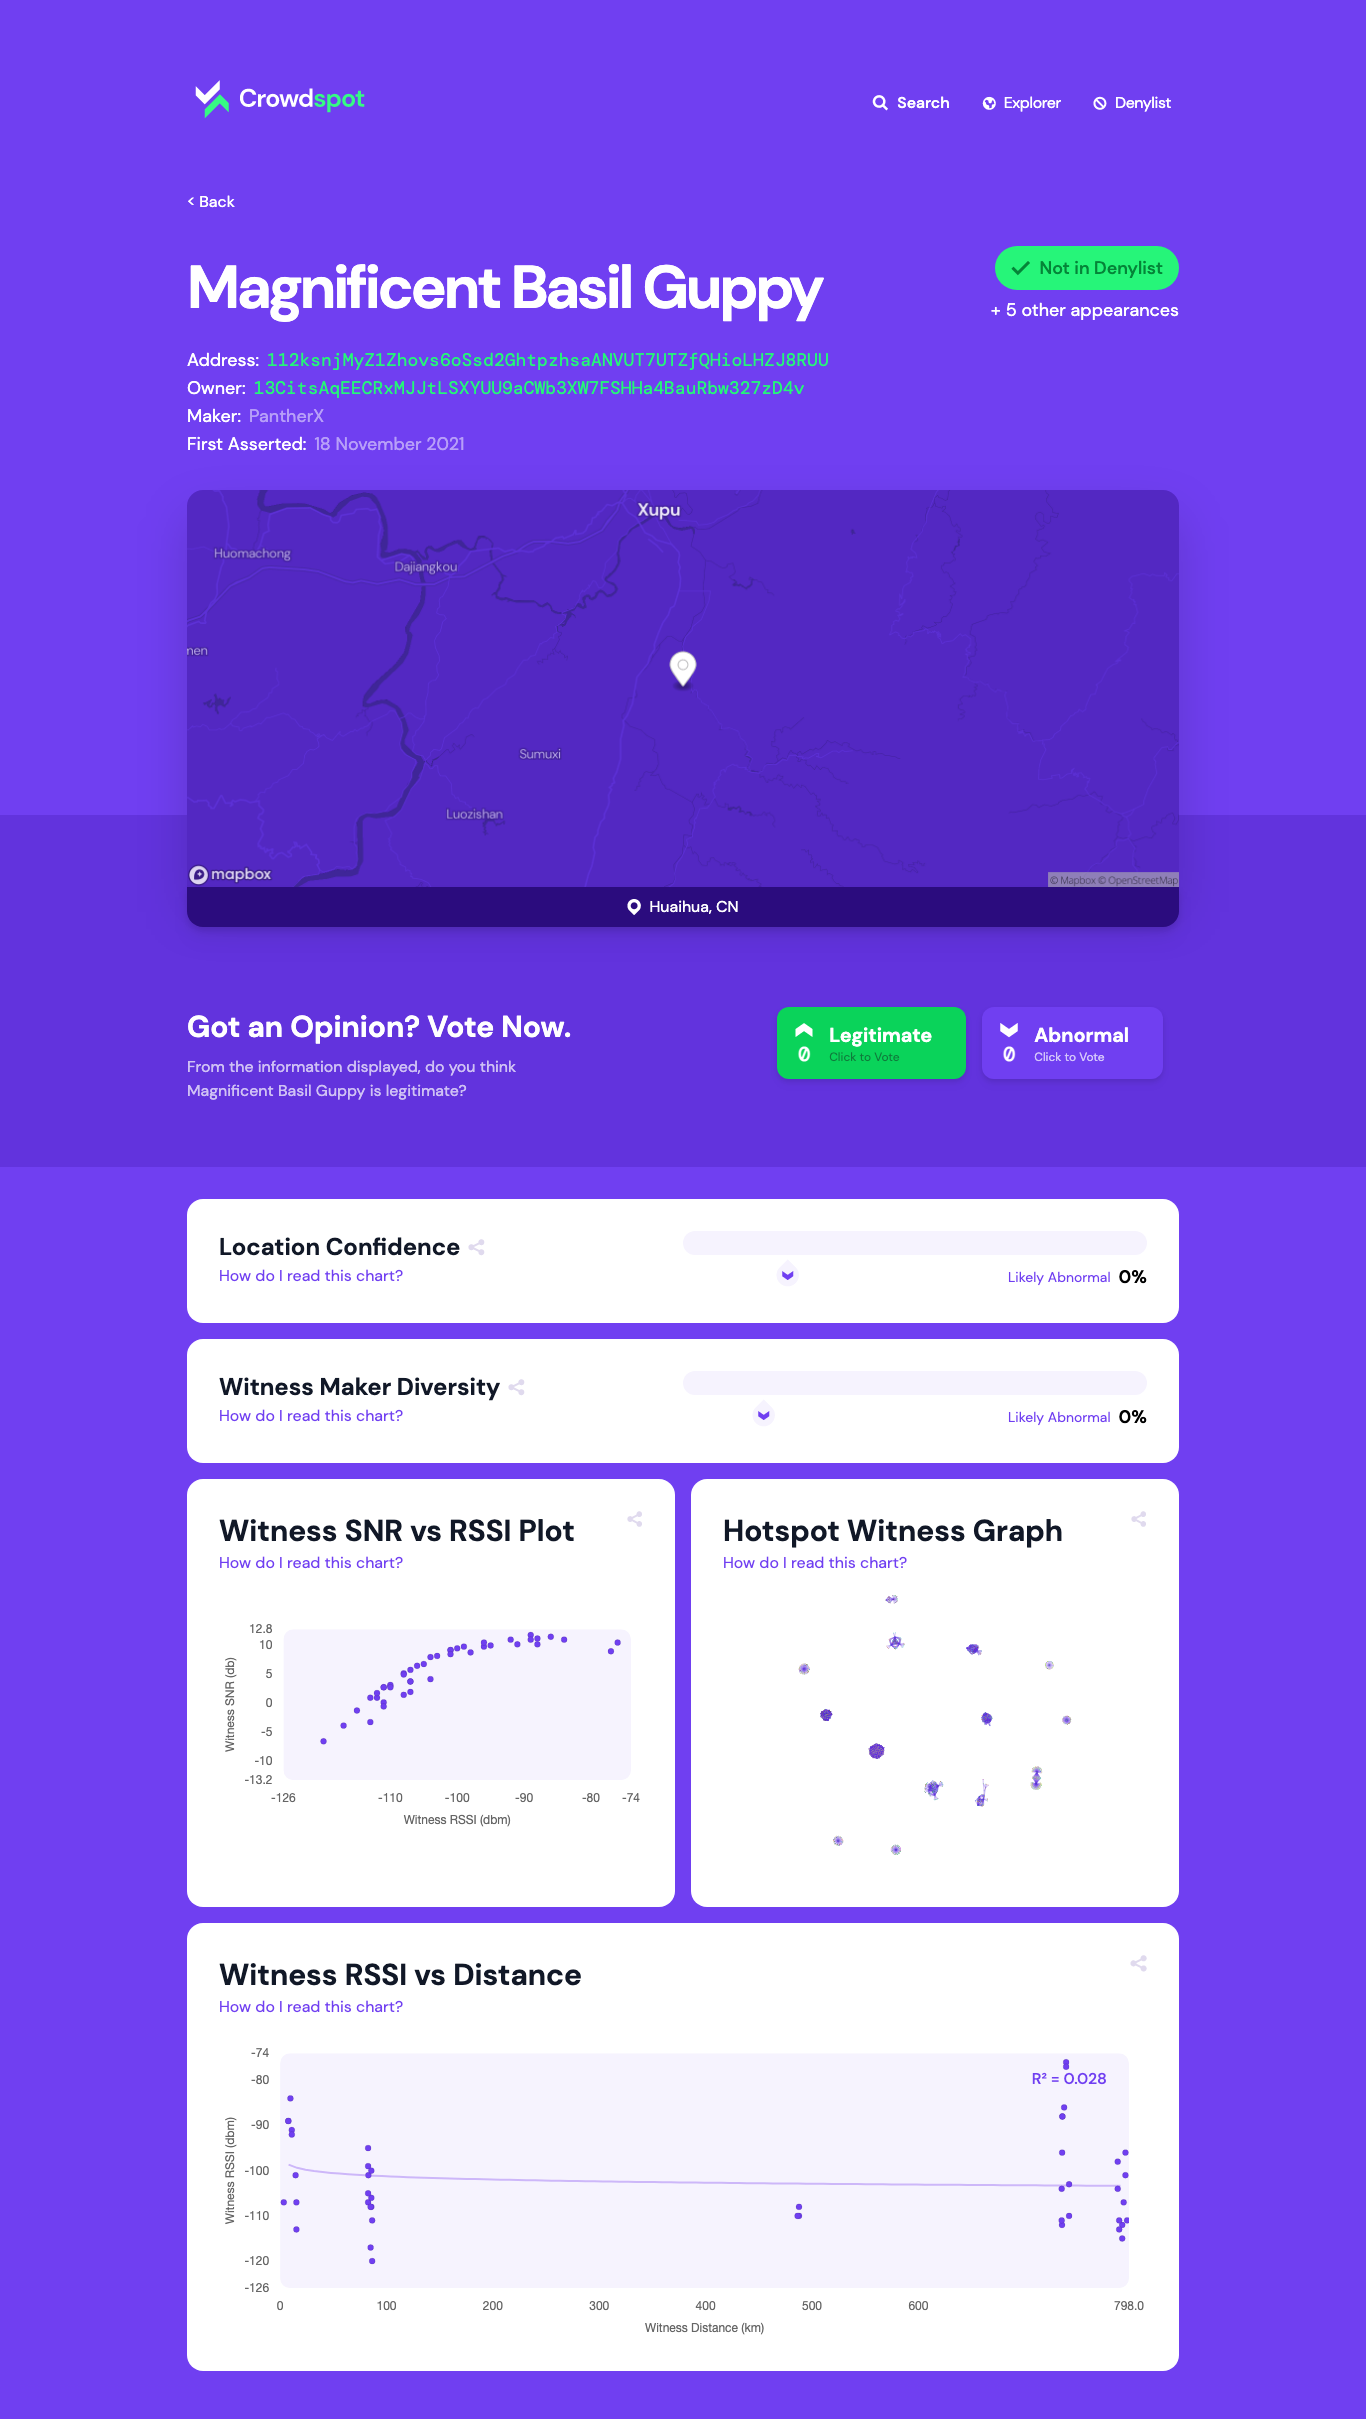 Crowdspot
Search
Explorer
Denylist
< Back
Magnificent Basil Guppy
Not in Denylist
+ 5 other appearances
Address: 112ksnjMyZ1Zhovs6oSsd2GhtpzhsaANVUT7UTZfQHioLHZJ8RUU
Owner: 13CitsAqEECRxMJJtLSXYUU9aCWb3XW7FSHHa4BauRbw327zD4v
Maker: PantherX
First Asserted: 18 November 2021
Xupu
Huomachong
Dajiangkou
nen
Sumuxi
Luozishan
mapbox
© Mapbox © OpenStreetMap
Huaihua, CN
Got an Opinion? Vote Now.
From the information displayed, do you think
Magnificent Basil Guppy is legitimate?
0
Legitimate
Click to Vote
0
Abnormal
Click to Vote
Location Confidence
How do I read this chart?
Likely Abnormal 0%
Witness Maker Diversity
How do I read this chart?
Likely Abnormal 0%
Witness SNR vs RSSI Plot
How do I read this chart?
12.8
10
5
0
-5
-10
-13.2
Witness SNR (db)
-126
-110
-100
-90
-80
-74
Witness RSSI (dbm)
Hotspot Witness Graph
How do I read this chart?
Witness RSSI vs Distance
How do I read this chart?
-74
-80
-90
-100
-110
-120
-126
Witness RSSI (dbm)
R² = 0.028
0
100
200
300
400
500
600
798.0
Witness Distance (km)